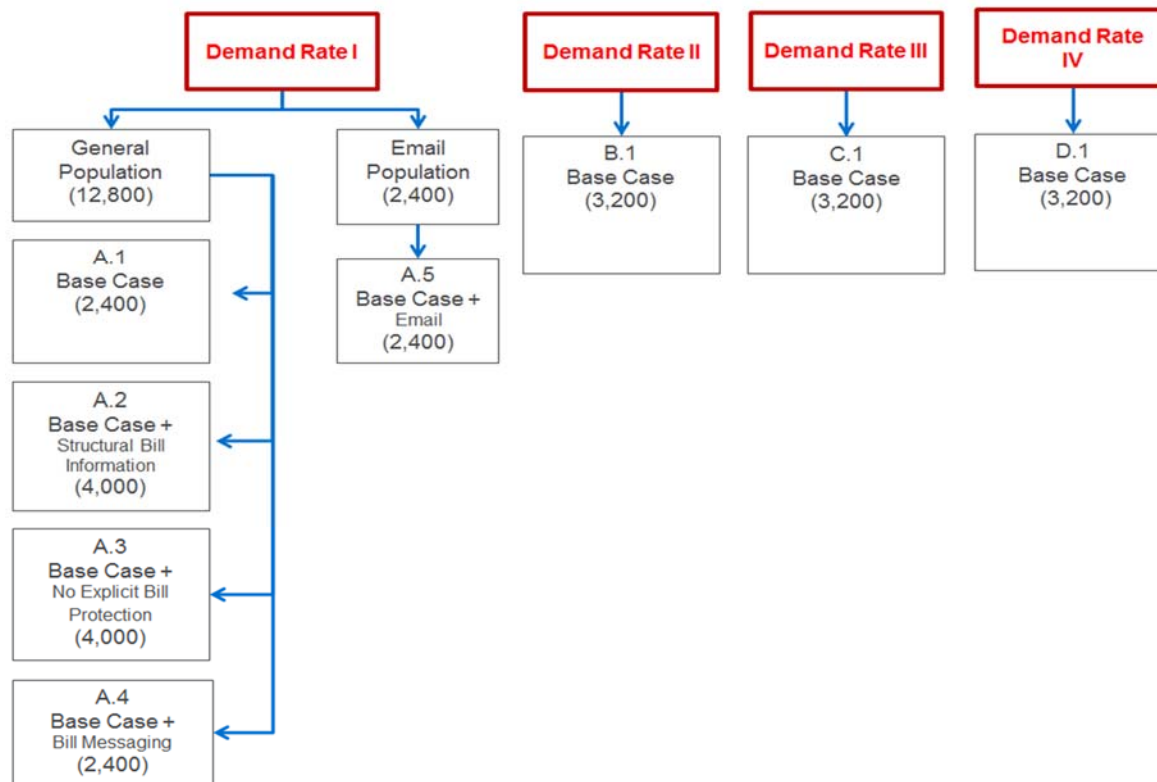 Demand Rate I
Demand Rate II
Demand Rate III
Demand Rate
IV
General
Population
(12,800)
Email
Population
(2,400)
B.1
Base Case
(3,200)
C.1
Base Case
(3,200)
D.1
Base Case
(3,200)
A.1
Base Case
(2,400)
A.5
Base Case +
Email
(2,400)
A.2
Base Case +
Structural Bill
Information
(4,000)
A.3
Base Case +
No Explicit Bill
Protection
(4,000)
A.4
Base Case +
Bill Messaging
(2,400)